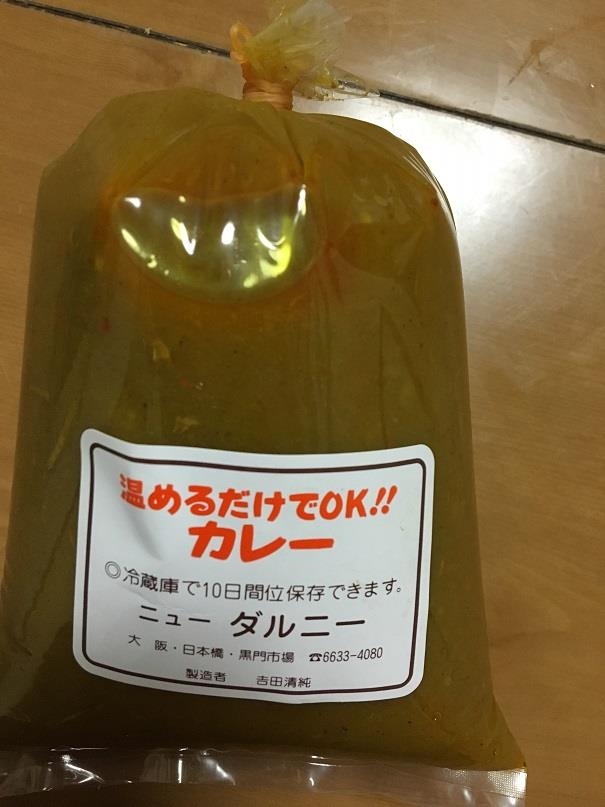 温めるだけでOK!!
カレー
◎冷蔵庫で10日間位保存できます。
ニュー ダルニー
大阪・日本橋・黒門市場 ☎6633-4080
製造者 吉田清純